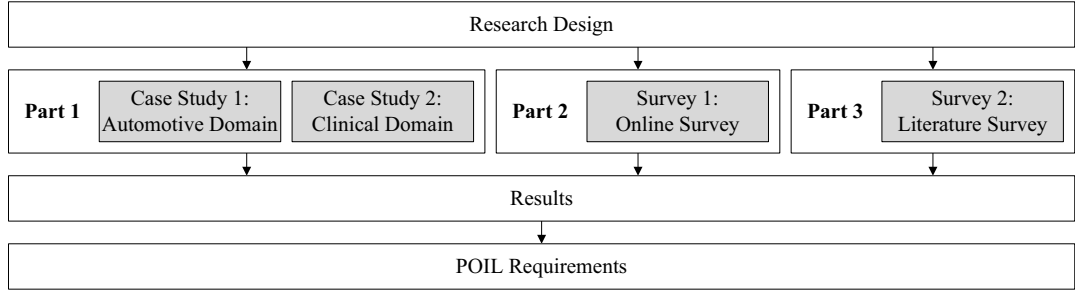 Research Design
Part 1
Case Study 1:
Automotive Domain
Case Study 2:
Clinical Domain
Part 2
Survey 1:
Online Survey
Part 3
Survey 2:
Literature Survey
Results
POIL Requirements